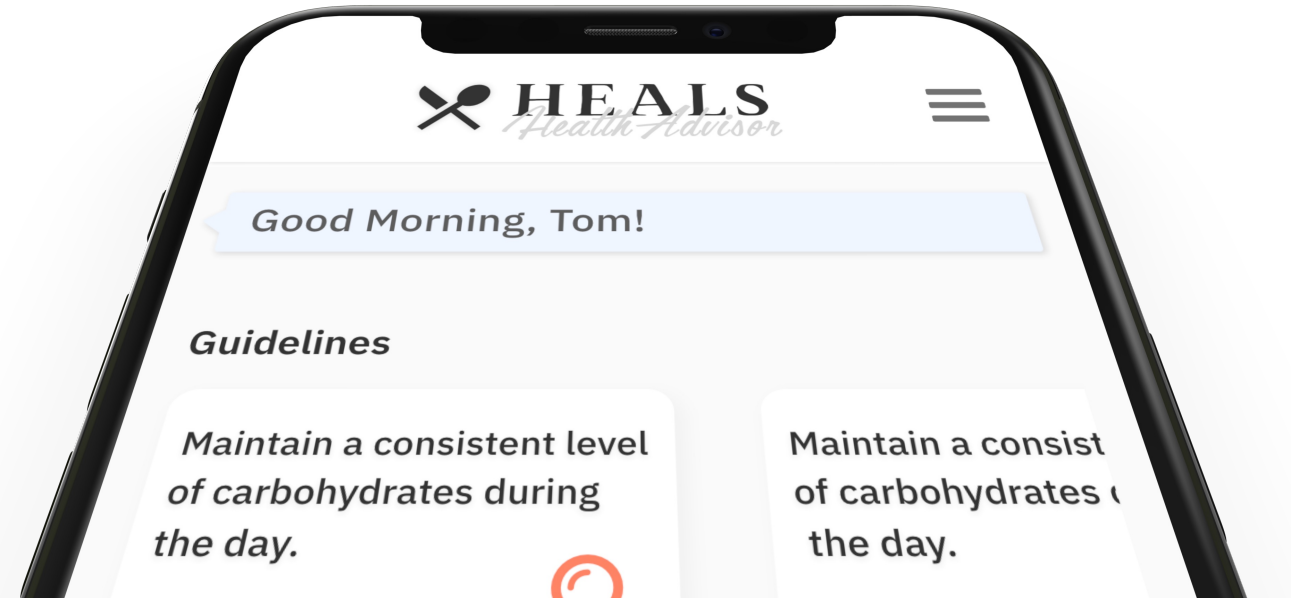 HEALS
Health Advisor
Good Morning, Tom!
Guidelines
Maintain a consistent level
of carbohydrates during
the day.
Maintain a consist
of carbohydrates
the day.